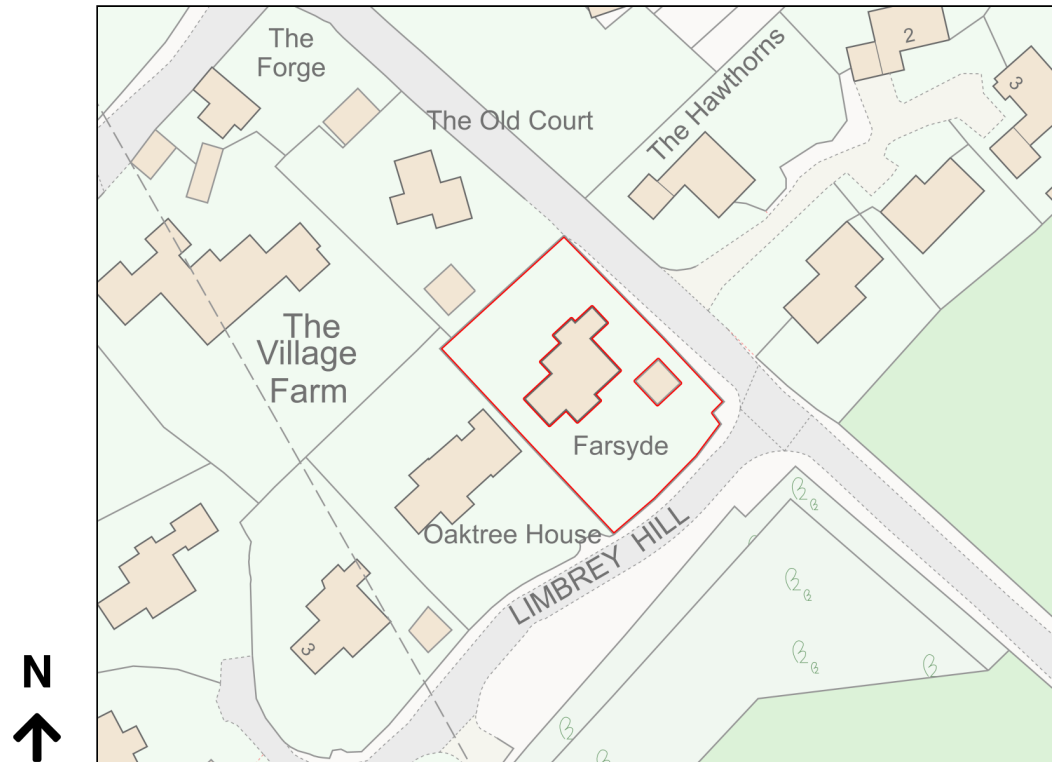 The
Forge
The Old Court
The Hawthorns
2
3
The
Village
Farm
Farsyde
Oaktree House
LIMBREY HILL
3
N